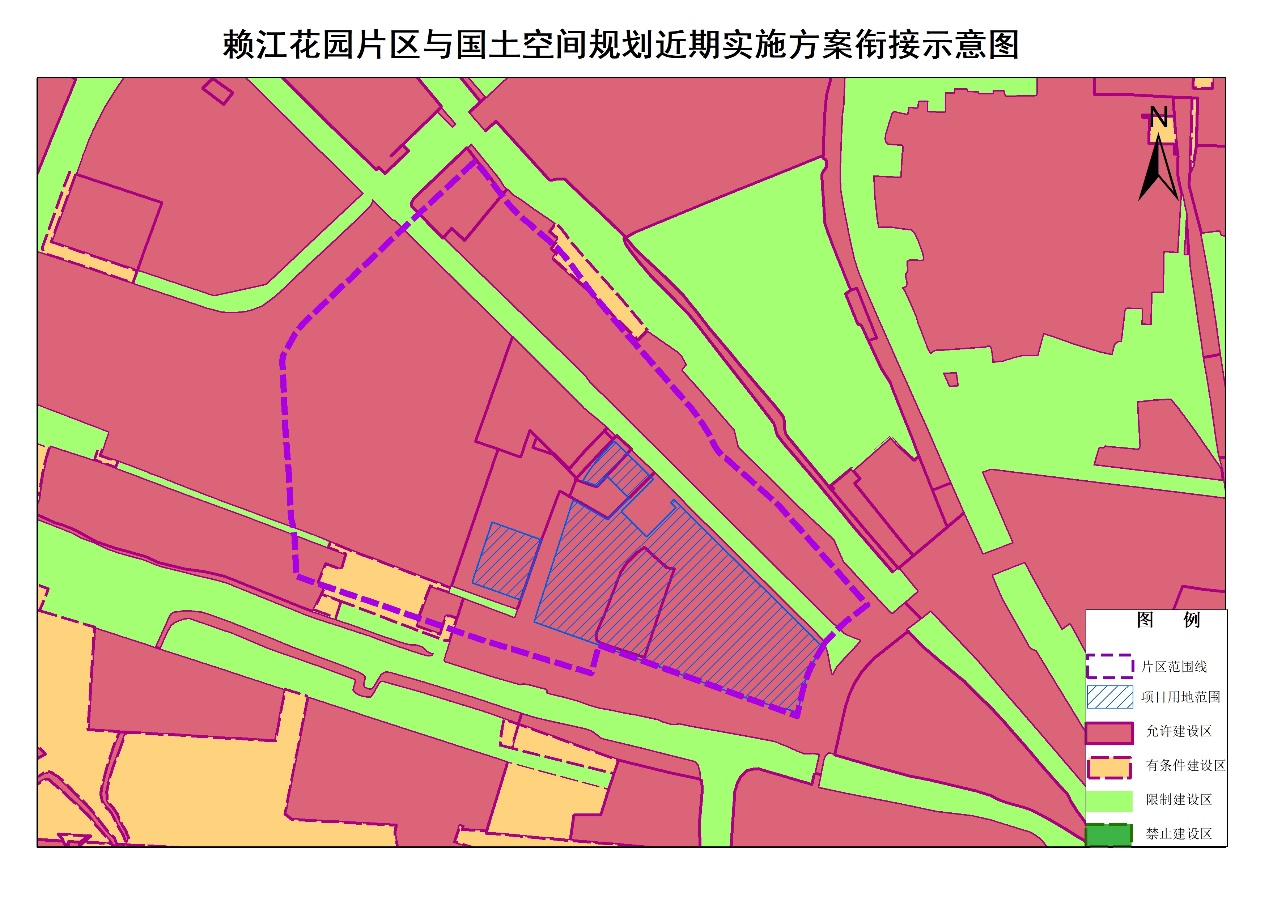 赖江花园片区与国土空间规划近期实施方案衔接示意图
N
图 例
片区范围线
项目用地范围
允许建设区
有条件建设区
限制建设区
禁止建设区